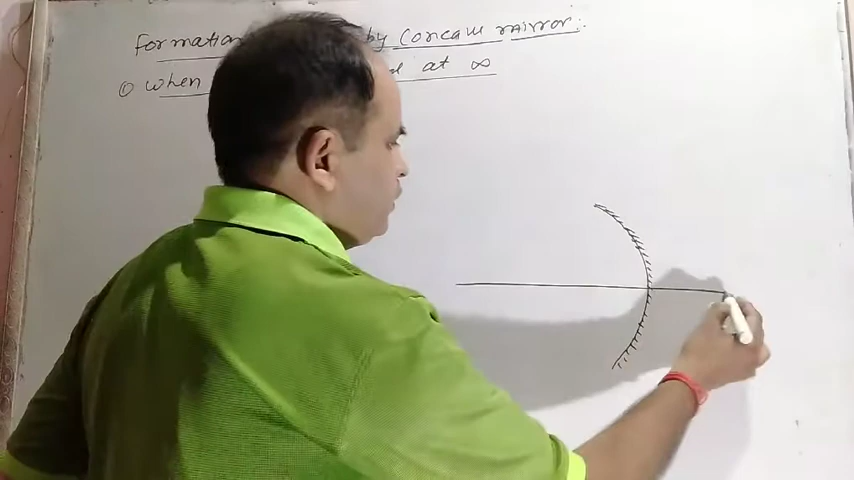 Formation by Concave mirror:
① when at ∞